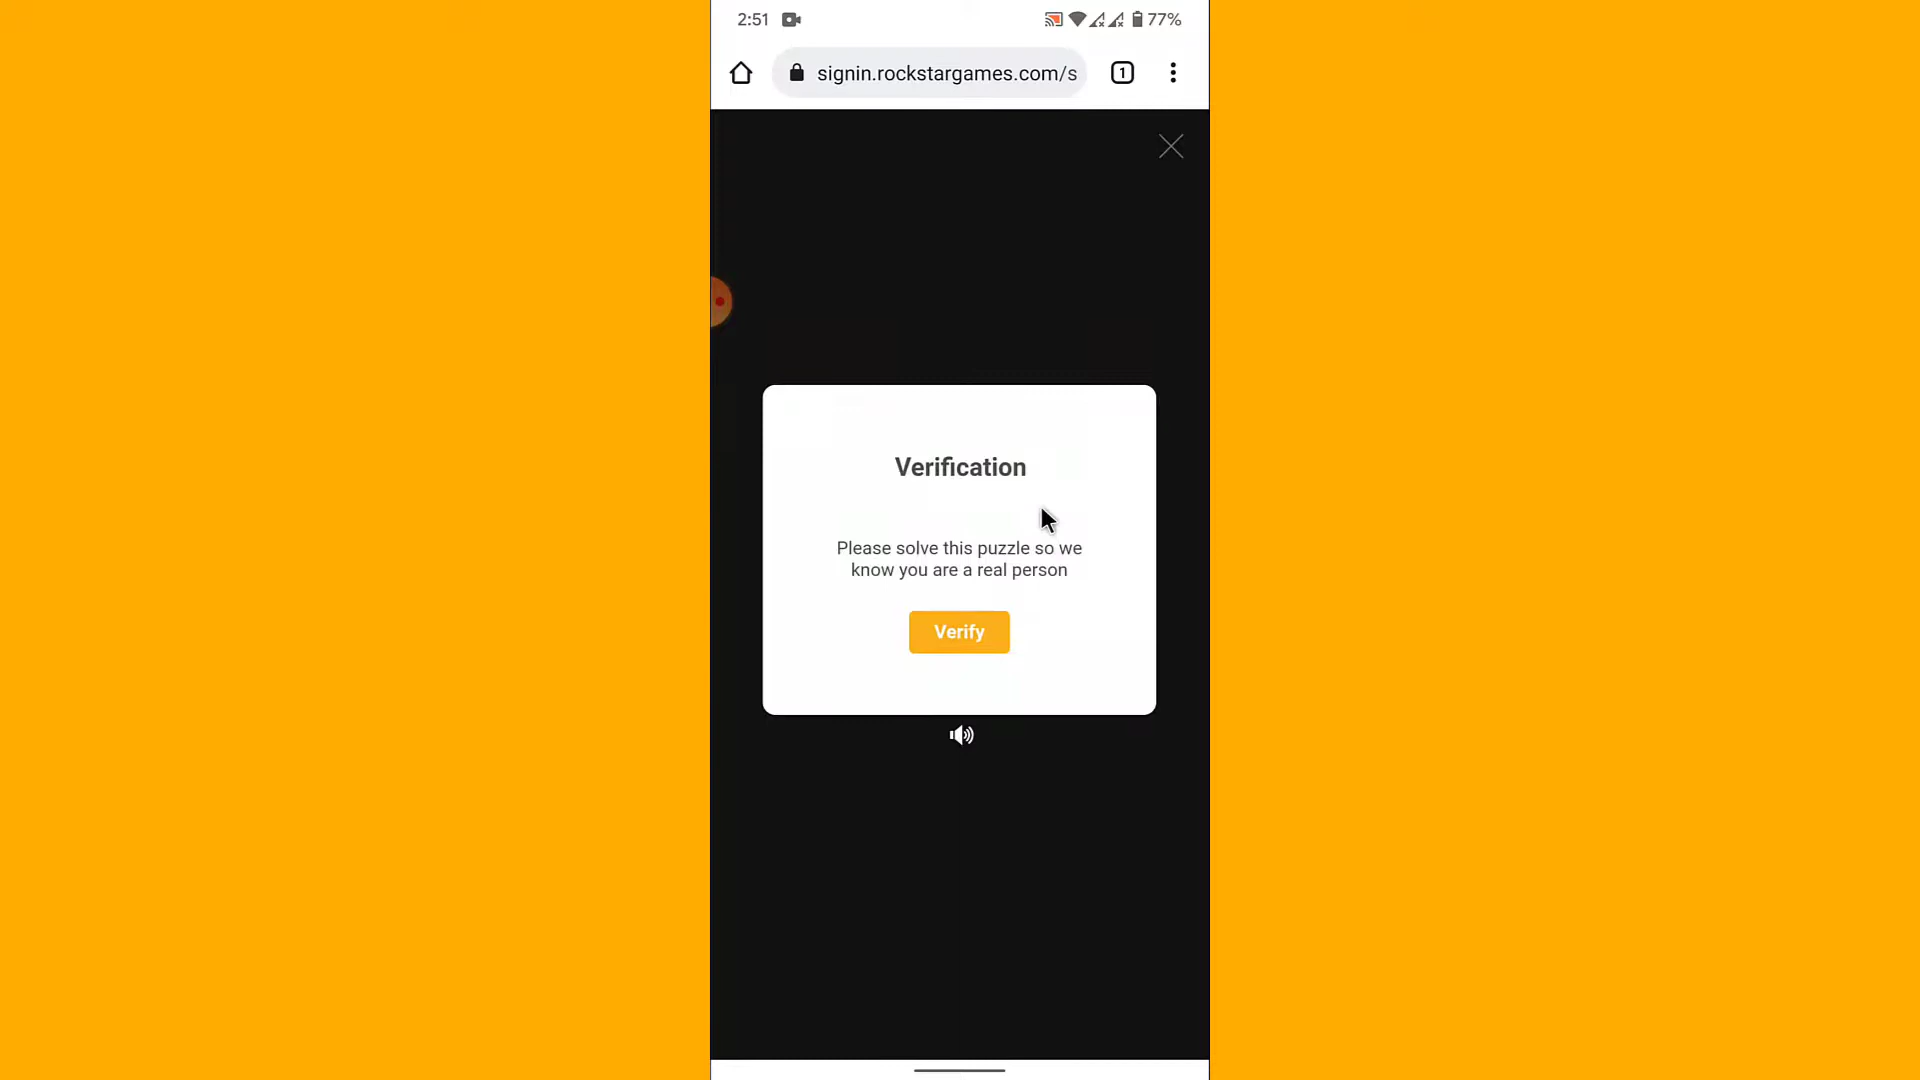 2:51
77%
signin.rockstargames.com/s
1
Verification
Please solve this puzzle so we
know you are a real person
Verify